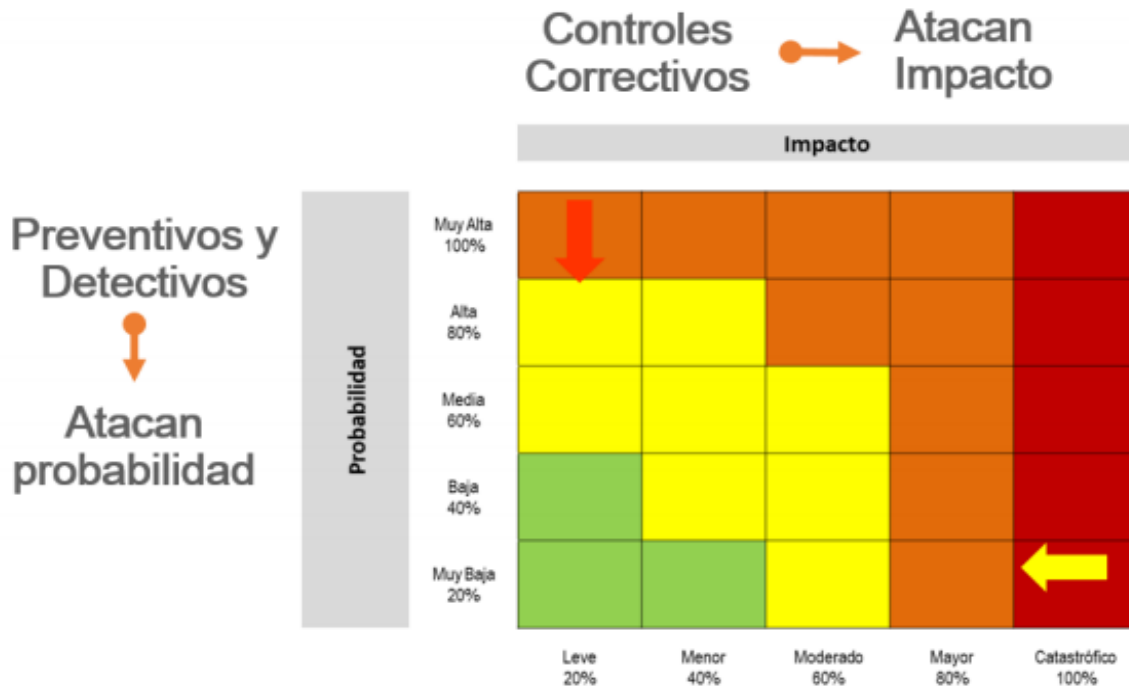 Controles
Correctivos
Atacan
Impacto
Impacto
Preventivos y
Detectivos
Atacan
probabilidad
Probabilidad
Muy Alta
100%
Alta
80%
Media
60%
Baja
40%
Muy Baja
20%
Leve
20%
Menor
40%
Moderado
60%
Mayor
80%
Catastrófico
100%